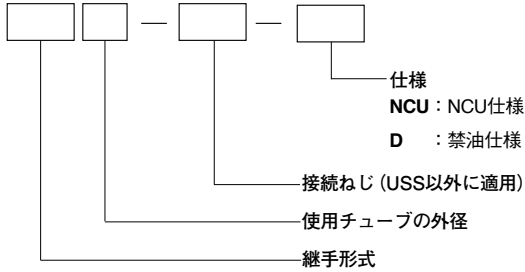 仕様
NCU：NCU仕様
D ：禁油仕様
接続ねじ（USS以外に適用）
使用チューブの外径
継手形式